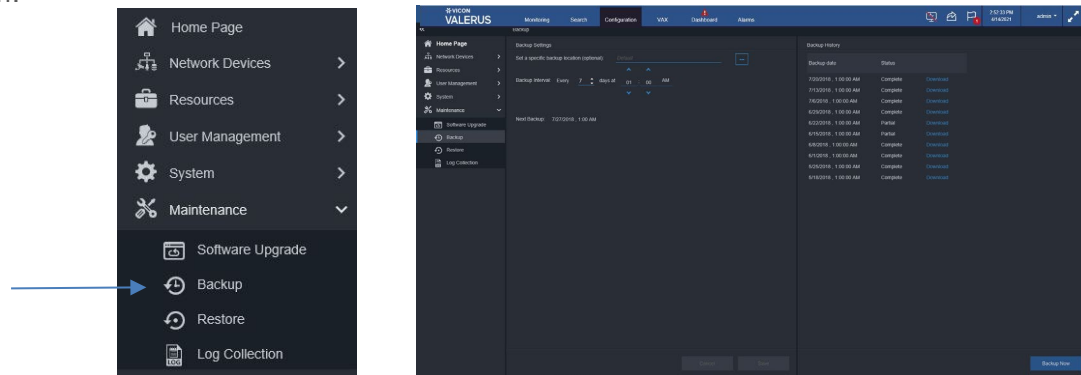 Home Page
Network Devices
Resources
User Management
System
Maintenance
Software Upgrade
Backup
Restore
LOG
Log Collection
VICON
VALERUS
Monitoring Search Configuration VAX Dashboard Alarms
2:52:33 PM
4/14/2021
admin
Backup
Home Page
Network Devices
Resources
User Management
System
Maintenance
Software Upgrade
Backup
Restore
Log Collection
Backup Settings
Set a specific backup location (optional): Default
Backup Interval: Every 7 days at 01 00 AM
Next Backup: 7/27/2018 , 1:00 AM
Backup History
Backup date Status
7/20/2018 , 1:00:00 AM Complete Download
7/13/2018 , 1:00:00 AM Complete Download
7/6/2018 , 1:00:00 AM Complete Download
6/29/2018 , 1:00:00 AM Complete Download
6/22/2018 , 1:00:00 AM Partial Download
6/15/2018 , 1:00:00 AM Partial Download
6/8/2018 , 1:00:00 AM Complete Download
6/1/2018 , 1:00:00 AM Complete Download
5/25/2018 , 1:00:00 AM Complete Download
5/18/2018 , 1:00:00 AM Complete Download
Save
Backup Now